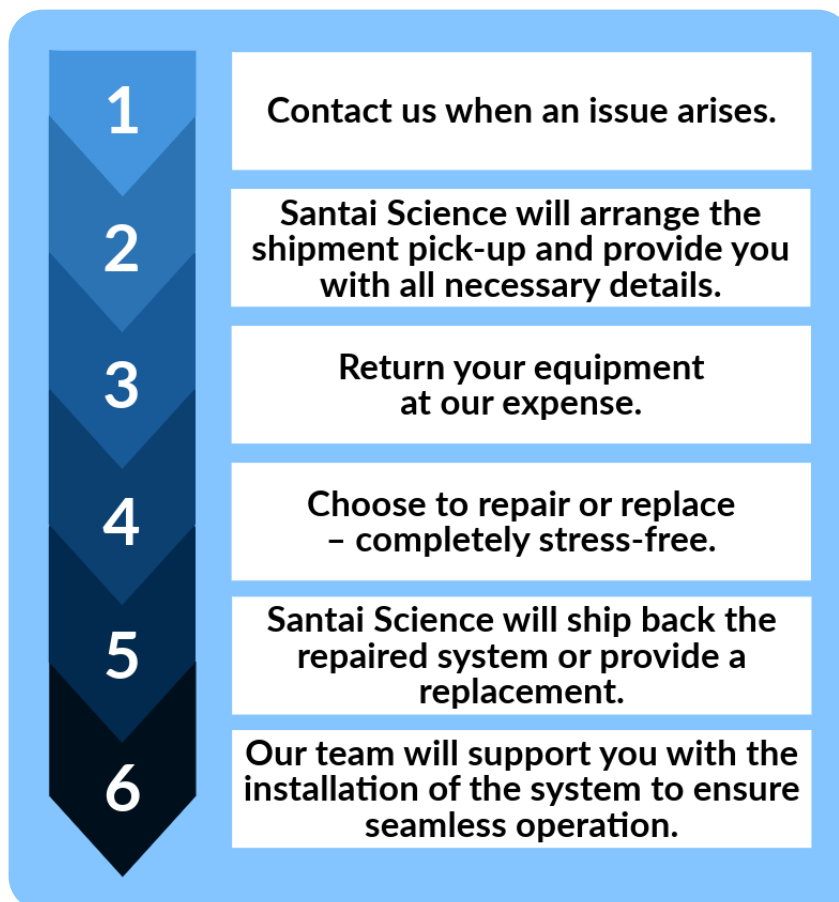 1
Contact us when an issue arises.
2
Santai Science will arrange the
shipment pick-up and provide you
with all necessary details.
3
Return your equipment
at our expense.
4
Choose to repair or replace
– completely stress-free.
5
Santai Science will ship back the
repaired system or provide a
replacement.
6
Our team will support you with the
installation of the system to ensure
seamless operation.